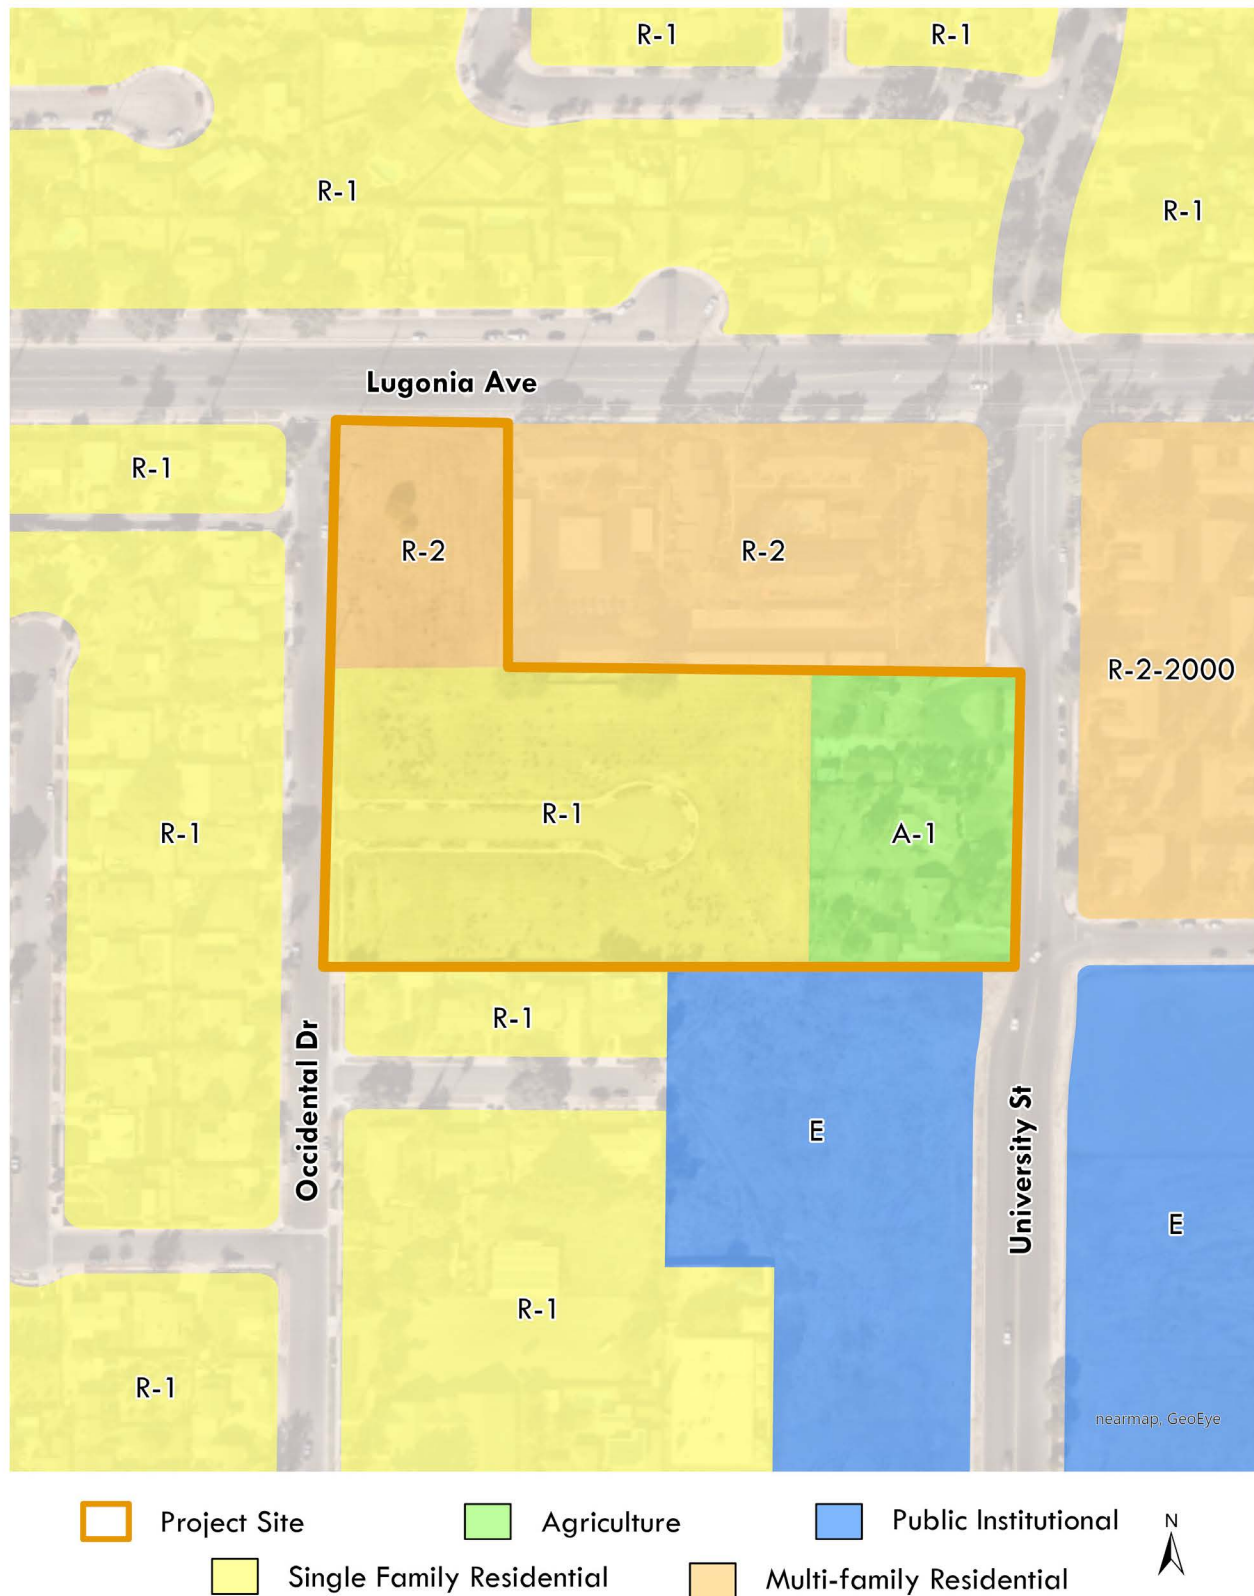 R-1
R-1
R-1
R-1
Lugonia Ave
R-1
R-2
R-2
R-2-2000
R-1
R-1
A-1
R-1
Occidental Dr
E
University St
E
R-1
R-1
nearmap, GeoEye
Project Site
Agriculture
Public Institutional
N
Single Family Residential
Multi-family Residential